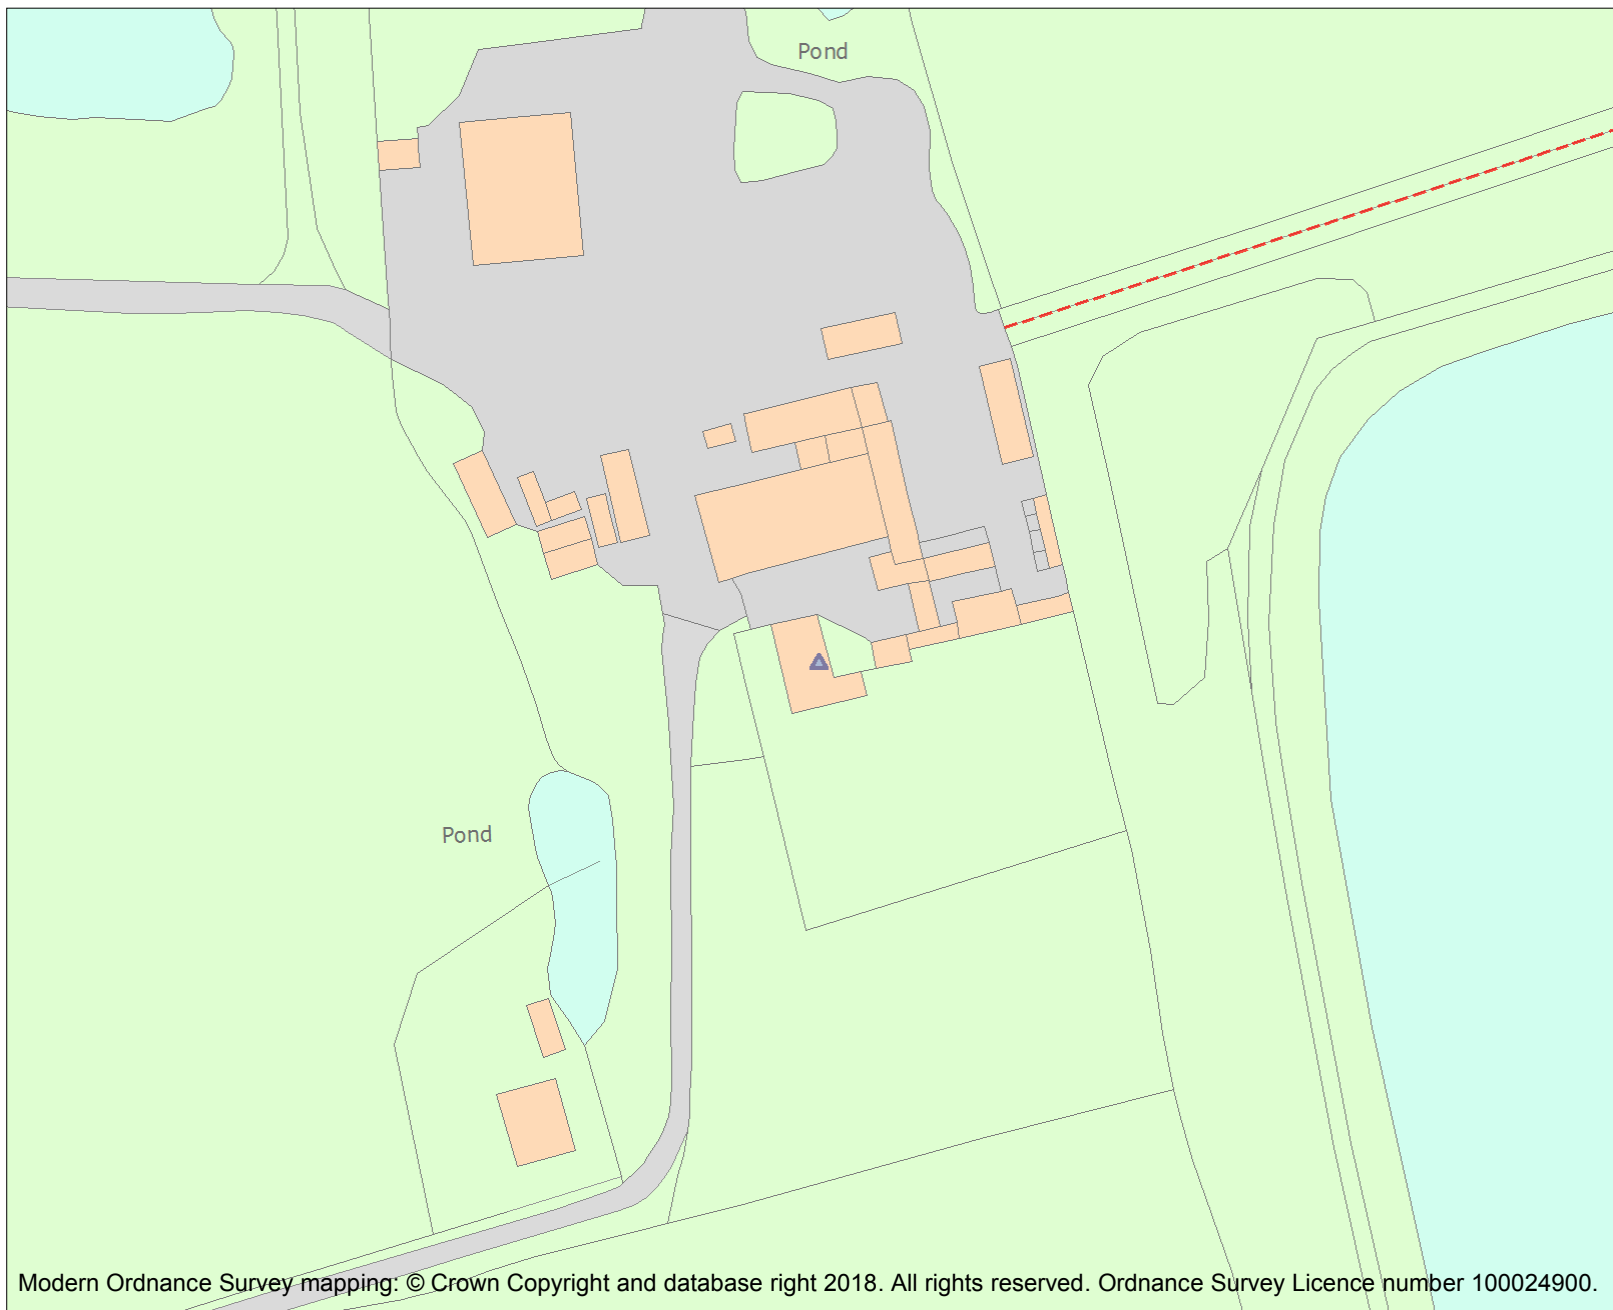 Pond
Pond
Modern Ordnance Survey mapping: © Crown Copyright and database right 2018. All rights reserved. Ordnance Survey Licence number 100024900.